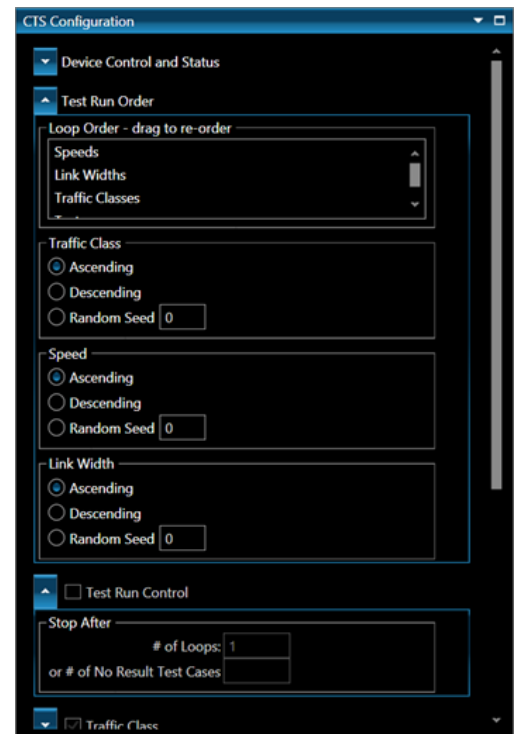 CTS Configuration
Device Control and Status
Test Run Order
Loop Order - drag to re-order
Speeds
Link Widths
Traffic Classes
Traffic Class
Ascending
Descending
Random Seed 0
Speed
Ascending
Descending
Random Seed 0
Link Width
Ascending
Descending
Random Seed 0
Test Run Control
Stop After
# of Loops: 1
or # of No Result Test Cases
Traffic Class